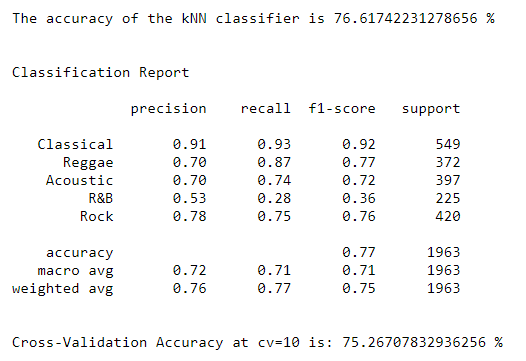 The accuracy of the kNN classifier is 76.61742231278656 %
Classification Report
precision recall f1-score support
Classical 0.91 0.93 0.92 549
Reggae 0.70 0.87 0.77 372
Acoustic 0.70 0.74 0.72 397
R&B 0.53 0.28 0.36 225
Rock 0.78 0.75 0.76 420
accuracy 0.77 1963
macro avg 0.72 0.71 0.71 1963
weighted avg 0.76 0.77 0.75 1963
Cross-Validation Accuracy at cv=10 is: 75.26707832936256 %